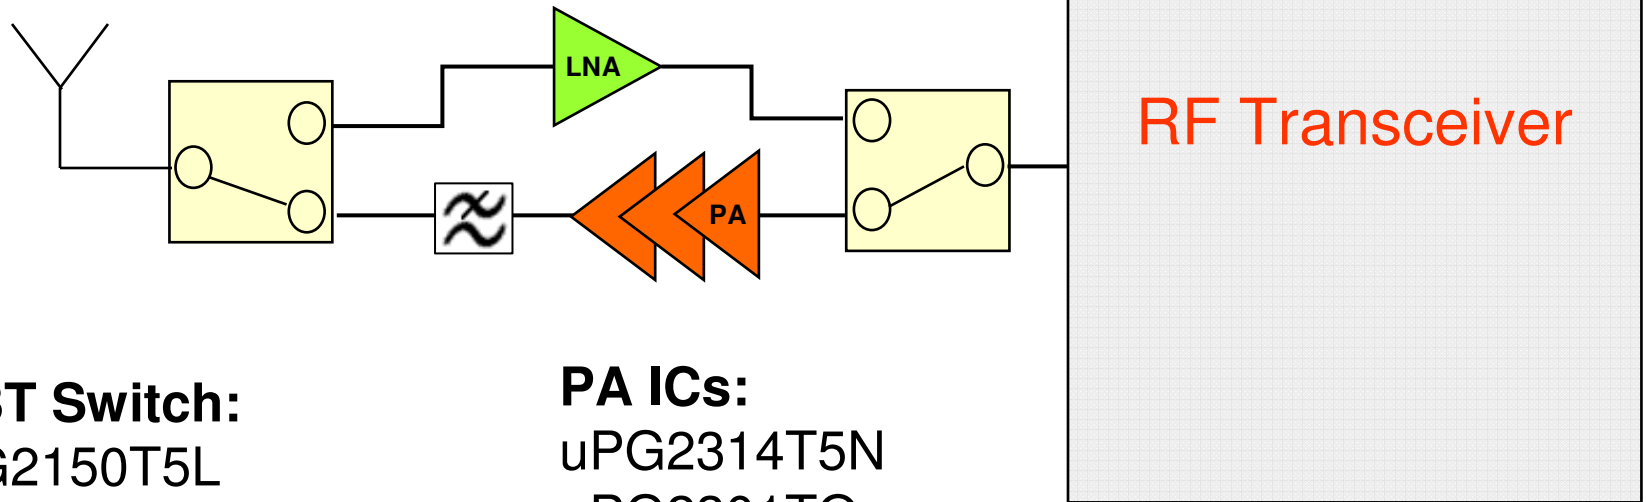 LNA
RF Transceiver
PA
T Switch:
PA ICs:
G2150T5L
uPG2314T5N